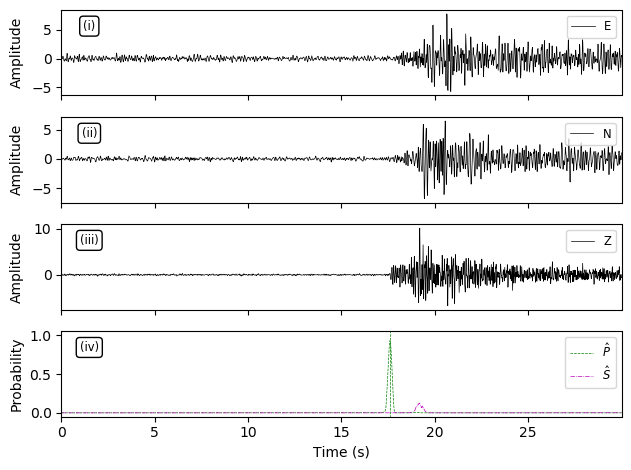 (i)
E
Amplitude
5
0
−5
(ii)
N
Amplitude
5
0
−5
(iii)
Z
Amplitude
10
0
(iv)
P̂
Ŝ
Probability
1.0
0.5
0.0
0 5 10 15 20 25
Time (s)